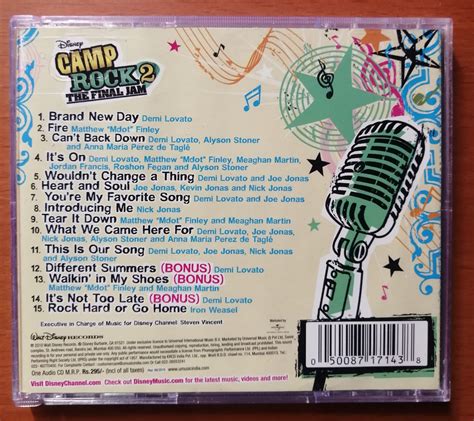 Disney
CAMP
ROCK 2
THE FINAL JAM
1. Brand New Day Demi Lovato
2. Fire Matthew "Mdot" Finley
3. Can't Back Down Demi Lovato, Alyson Stoner
and Anna Maria Perez de Taglé
4. It's On Demi Lovato, Matthew "Mdot" Finley, Meaghan Martin,
Jordan Francis, Roshon Fegan and Alyson Stoner
5. Wouldn't Change a Thing Demi Lovato and Joe Jonas
6. Heart and Soul Joe Jonas, Kevin Jonas and Nick Jonas
7. You're My Favorite Song Demi Lovato and Joe Jonas
8. Introducing Me Nick Jonas
9. Tear It Down Matthew "Mdot" Finley and Meaghan Martin
10. What We Came Here For Demi Lovato, Joe Jonas,
Nick Jonas, Alyson Stoner and Anna Maria Perez de Taglé
11. This Is Our Song Demi Lovato, Joe Jonas, Nick Jonas
and Alyson Stoner
12. Different Summers (BONUS) Demi Lovato
13. Walkin' in My Shoes (BONUS)
Matthew "Mdot" Finley and Meaghan Martin
14. It's Not Too Late (BONUS) Demi Lovato
15. Rock Hard or Go Home Iron Weasel
Executive in Charge of Music for Disney Channel Steven Vincent
Walt Disney RECORDS
UNIVERSAL
One Audio CD M.R.P. Rs.295/- (incl of all taxes)
Visit DisneyChannel.com Check out DisneyMusic.com for the latest music, videos and more!
0 50087 17143 8